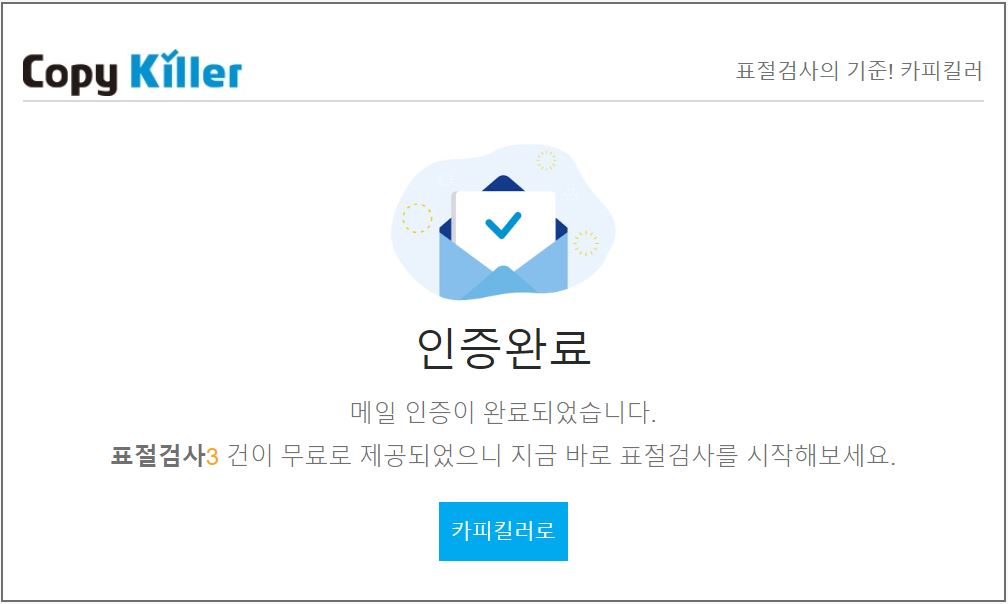 Copy Killer
표절검사의 기준! 카피킬러
인증완료
메일 인증이 완료되었습니다.
표절검사3 건이 무료로 제공되었으니 지금 바로 표절검사를 시작해보세요.
카피킬러로